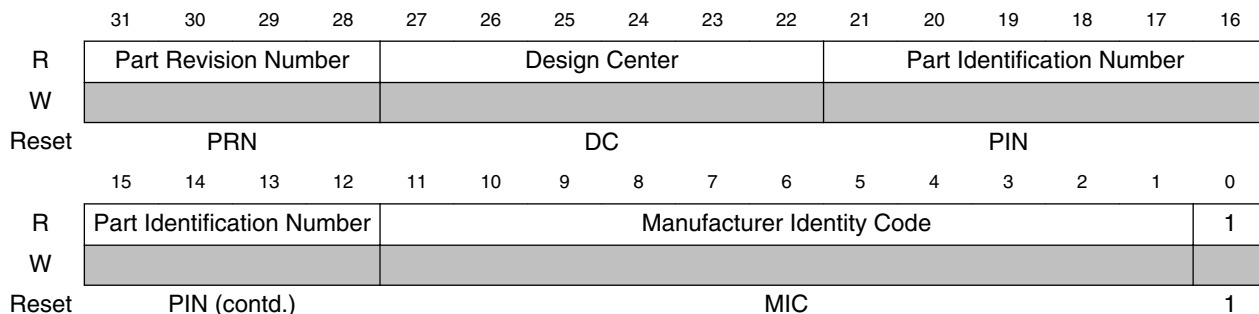 31 30 29 28 27 26 25 24 23 22 21 20 19 18 17 16
R Part Revision Number Design Center Part Identification Number
W
Reset PRN DC PIN
15 14 13 12 11 10 9 8 7 6 5 4 3 2 1 0
R Part Identification Number Manufacturer Identity Code 1
W
Reset PIN (contd.) MIC 1